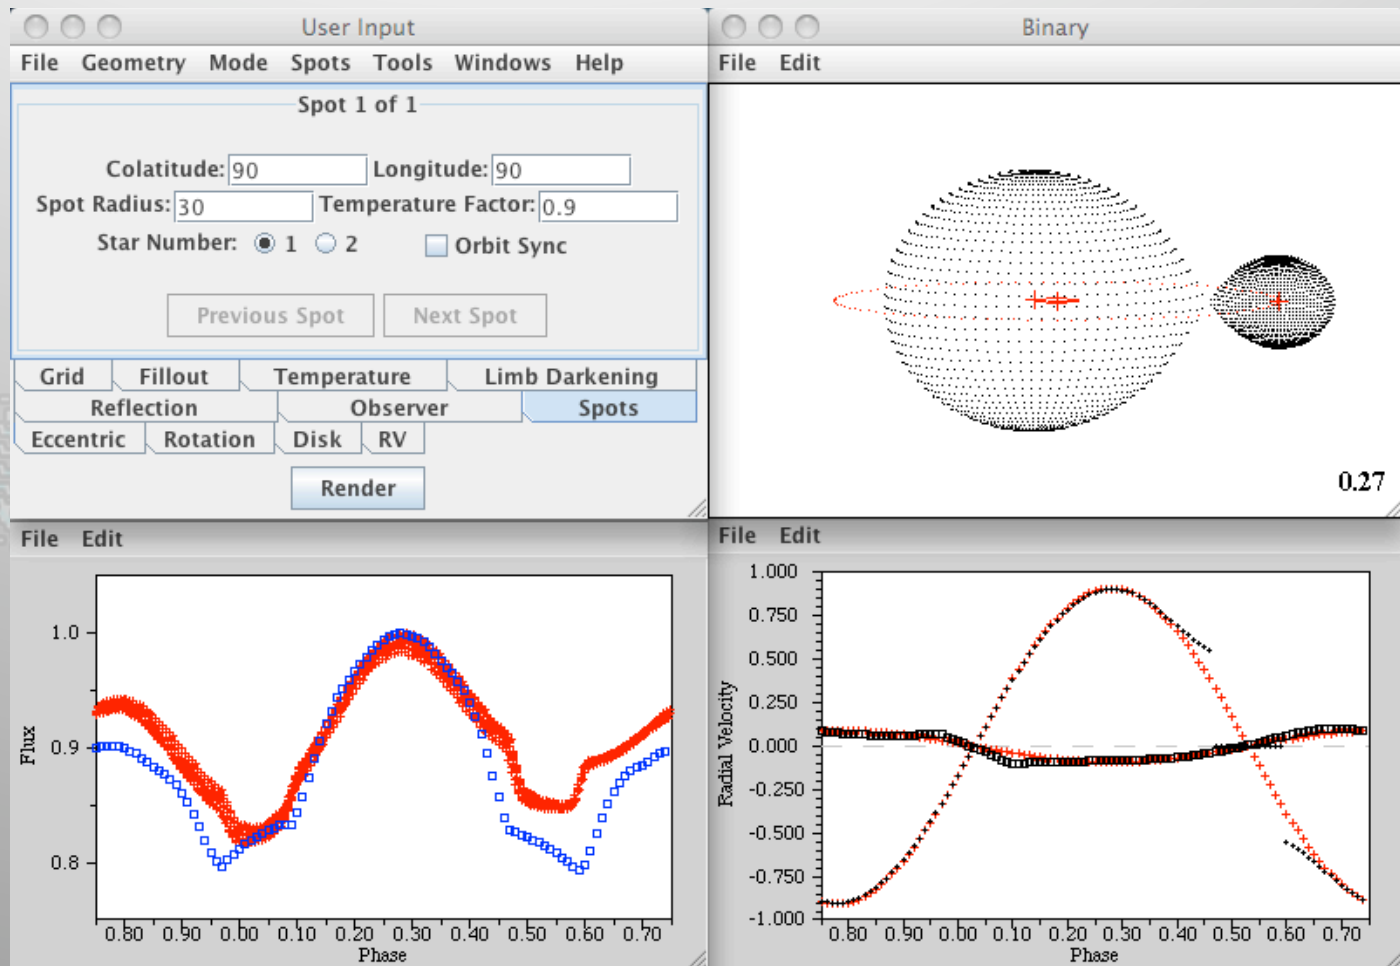 User Input
File Geometry Mode Spots Tools Windows Help
Spot 1 of 1
Colatitude: 90 Longitude: 90
Spot Radius: 30 Temperature Factor: 0.9
Star Number: 1 2 Orbit Sync
Previous Spot Next Spot
Grid Fillout Temperature Limb Darkening
Reflection Observer Spots
Eccentric Rotation Disk RV
Render
Binary
File Edit
0.27
File Edit
Flux
1.0
0.9
0.8
0.80 0.90 0.00 0.10 0.20 0.30 0.40 0.50 0.60 0.70
Phase
File Edit
Radial Velocity
1.000
0.750
0.500
0.250
0.000
-0.250
-0.500
-0.750
-1.000
0.80 0.90 0.00 0.10 0.20 0.30 0.40 0.50 0.60 0.70
Phase